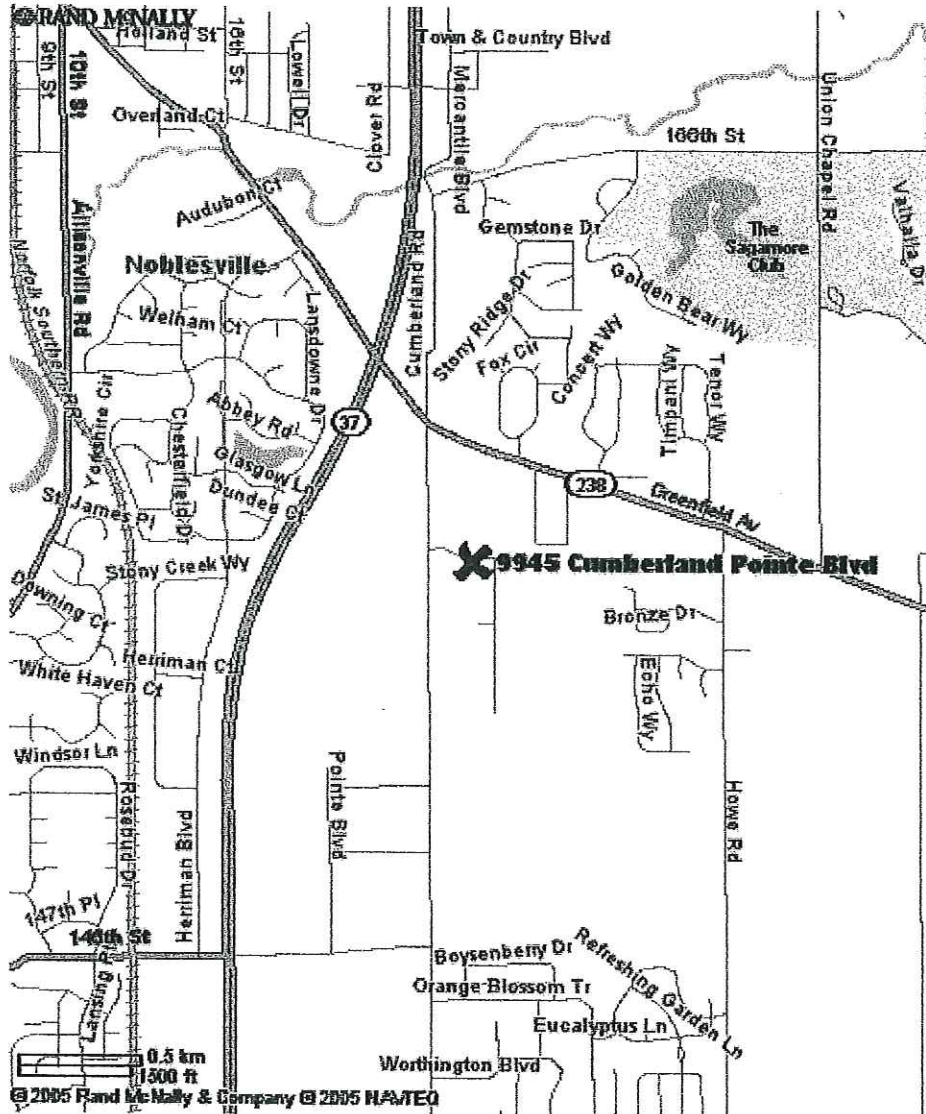 RAND McNALLY
Holland St
16th St
Lowell Dr
Town & Country Blvd
9th St
10th St
Clover Rd
Mercantile Blvd
Union Chapel Rd
Overland Ct
166th St
Audubon Ct
Allisonville Rd
Valhalla Dr
Gemstone Dr
The
Sagamore
Club
Noblesville
Norfolk Southern RR
Cumberland Rd
Golden Bear Wy
Welham Ct
Lansdowne Dr
Stony Ridge Dr
Fox Cir
Concert Wy
Timpani Wy
Tenor Wy
Yorkshire Cir
Chesterfield Dr
Abbey Rd
37
Glasgow Ln
Dundee Ct
238
Greenfield Av
St James Pl
9945 Cumberland Pointe Blvd
Stony Creek Wy
Downing Ct
Bronze Dr
Herriman Ct
White Haven Ct
Echo Wy
Windsor Ln
Rosebud Dr
Pointe Blvd
Howe Rd
Herriman Blvd
147th Pl
146th St
Boysenberry Dr
Refreshing Garden Ln
Lansing Pl
Orange Blossom Tr
Eucalyptus Ln
0.5 km
1500 ft
Worthington Blvd
© 2005 Rand McNally & Company © 2005 NAVTEQ